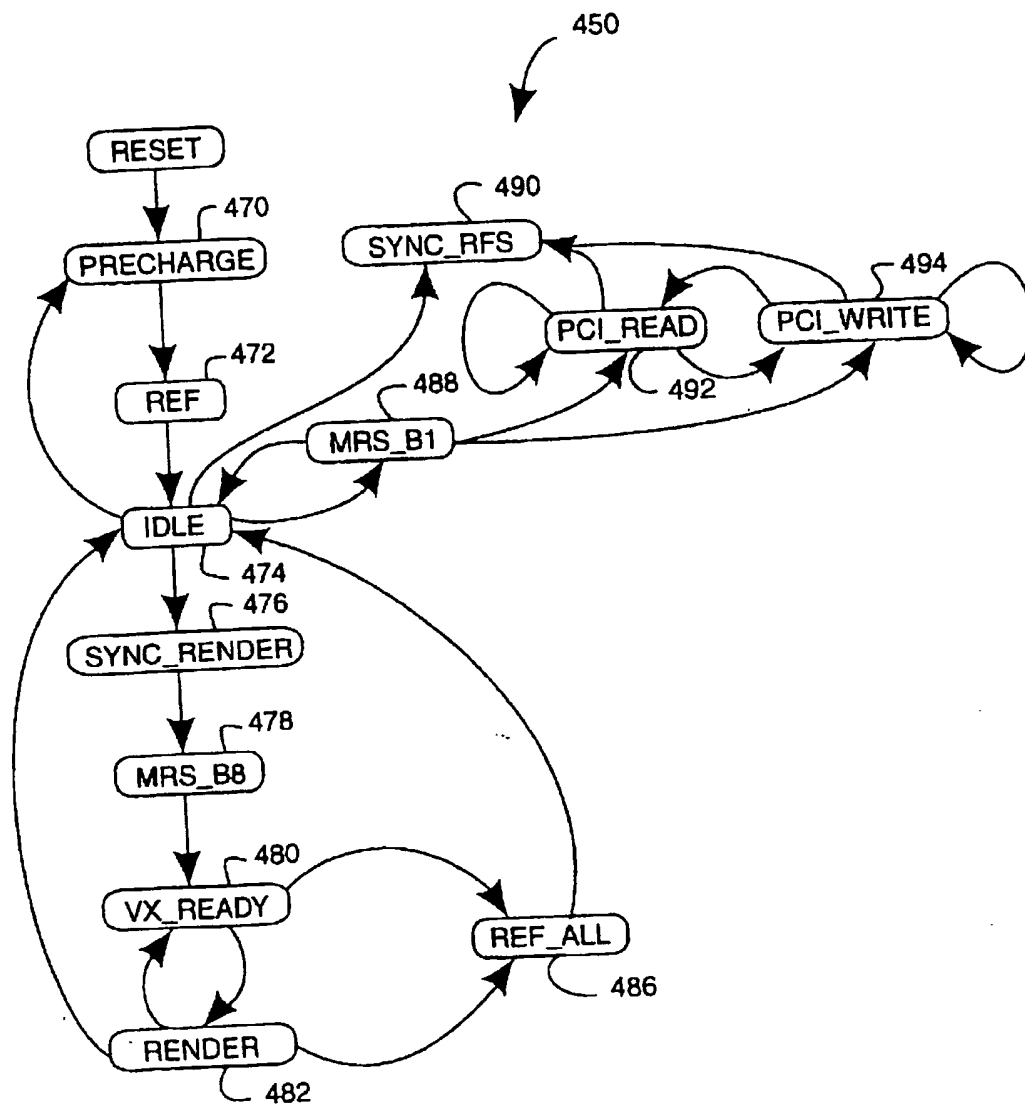 450
RESET
470
PRECHARGE
490
SYNC_RFS
494
PCI_READ
PCI_WRITE
472
REF
492
488
MRS_B1
IDLE
474
476
SYNC_RENDER
478
MRS_B8
480
VX_READY
REF_ALL
486
RENDER
482